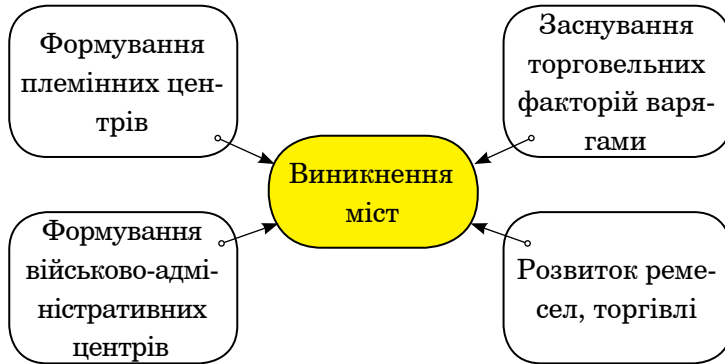 Формування
племінних цен-
трів
Заснування
торговельних
факторій варя-
гами
Виникнення
міст
Формування
військово-адмі-
ністративних
центрів
Розвиток реме-
сел, торгівлі